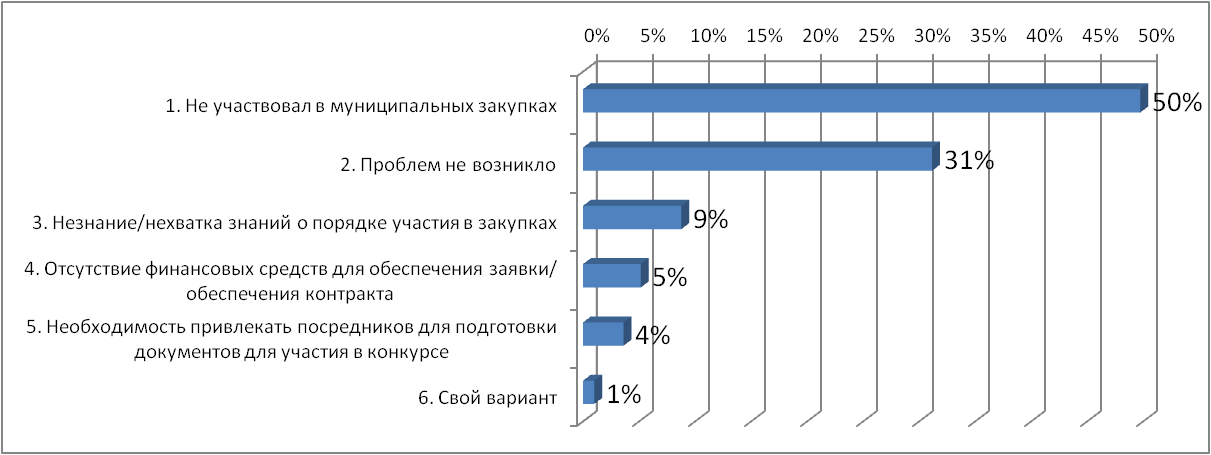 0% 5% 10% 15% 20% 25% 30% 35% 40% 45% 50%
1. Не участвовал в муниципальных закупках 50%
2. Проблем не возникло 31%
3. Незнание/нехватка знаний о порядке участия в закупках 9%
4. Отсутствие финансовых средств для обеспечения заявки/
обеспечения контракта 5%
5. Необходимость привлекать посредников для подготовки
документов для участия в конкурсе 4%
6. Свой вариант 1%